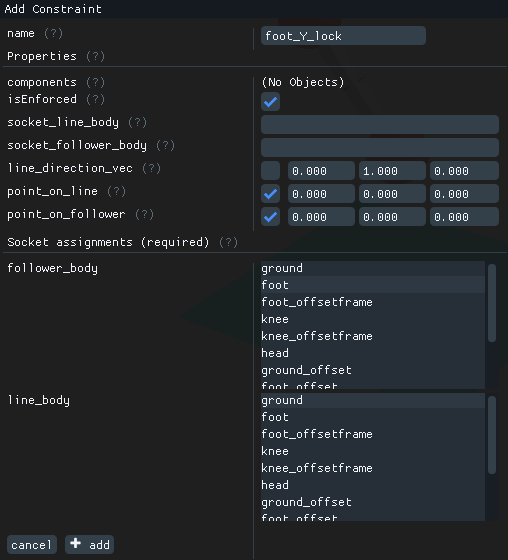 Add Constraint
name (?) foot_Y_lock
Properties (?)
components (?) (No Objects)
isEnforced (?)
socket_line_body (?)
socket_follower_body (?)
line_direction_vec (?) 0.000 1.000 0.000
point_on_line (?) 0.000 0.000 0.000
point_on_follower (?) 0.000 0.000 0.000
Socket assignments (required) (?)
follower_body ground
foot
foot_offsetframe
knee
knee_offsetframe
head
ground_offset
foot_offset
line_body ground
foot
foot_offsetframe
knee
knee_offsetframe
head
ground_offset
foot_offset
cancel + add